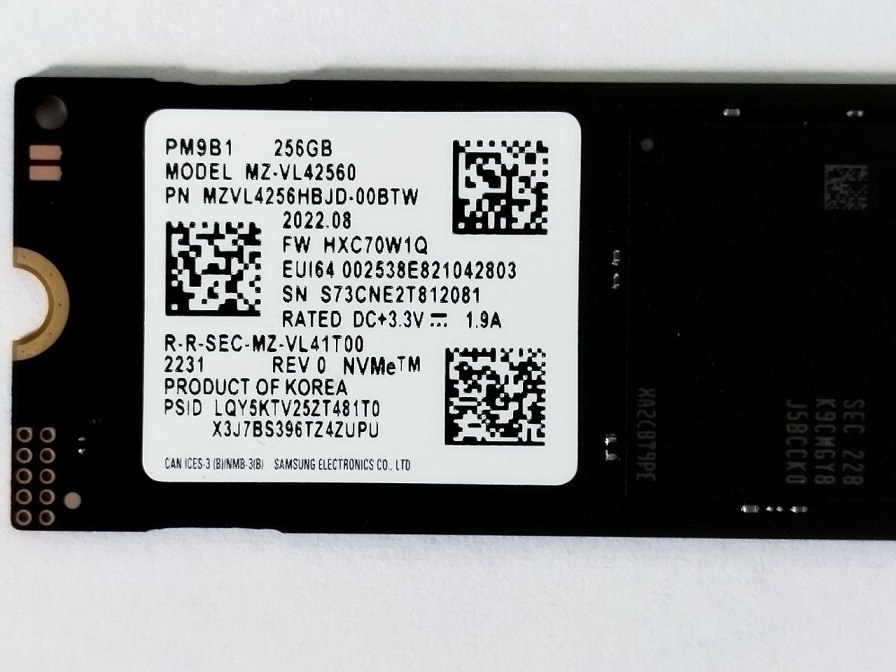 PM9B1 256GB
MODEL MZ-VL42560
PN MZVL4256HBJD-00BTW
2022.08
FW HXC70W1Q
EUI64 002538E821042803
SN S73CNE2T812081
RATED DC+3.3V ⎓ 1.9A
R-R-SEC-MZ-VL41T00
2231 REV 0 NVMe™
PRODUCT OF KOREA
PSID LQY5KTV25ZT481T0
X3J7BS396TZ4ZUPU
CAN ICES-3 (B)/NMB-3(B) SAMSUNG ELECTRONICS CO., LTD
SEC 228
K9CMGY8
J5BCCK0